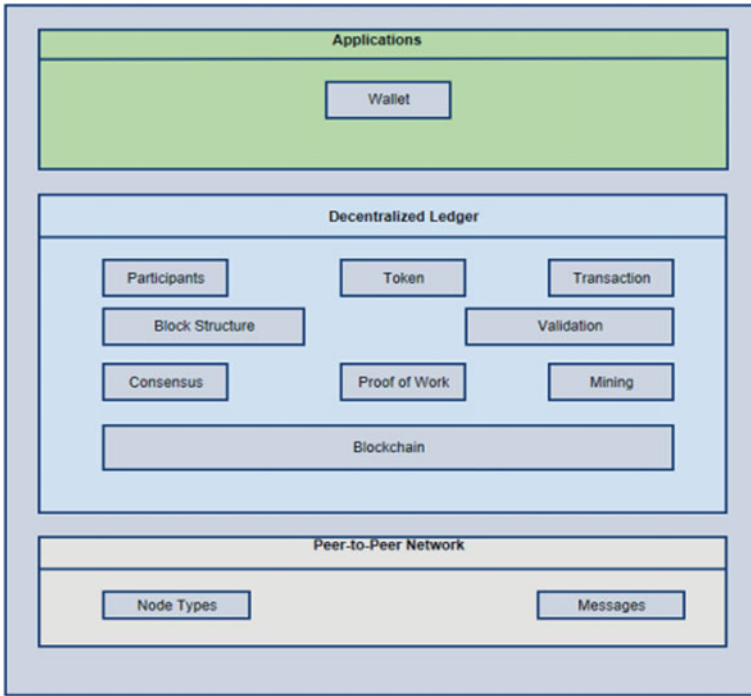 Applications
Wallet
Decentralized Ledger
Participants
Token
Transaction
Block Structure
Validation
Consensus
Proof of Work
Mining
Blockchain
Peer-to-Peer Network
Node Types
Messages